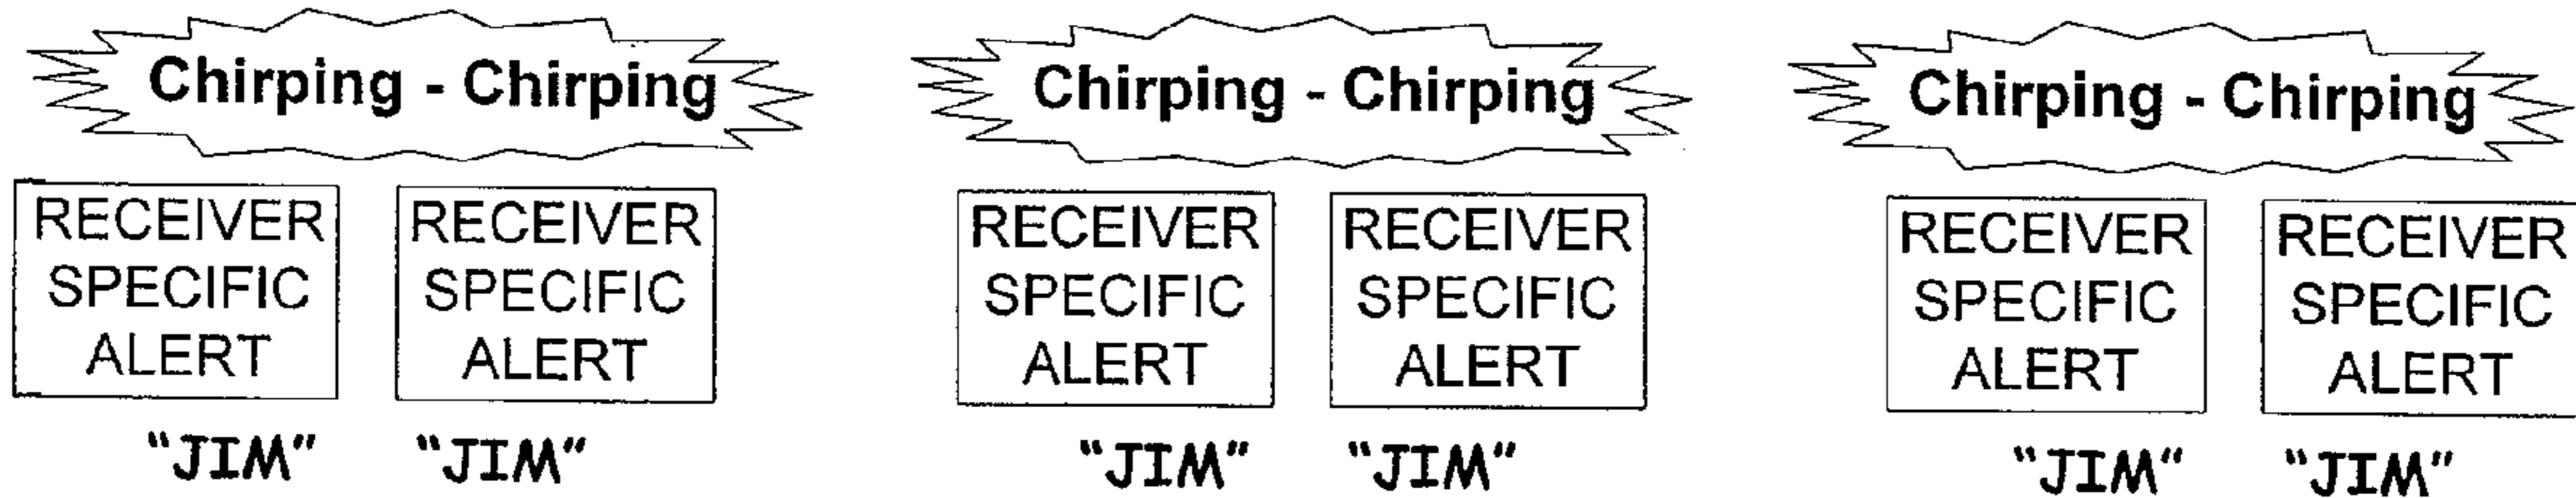 Chirping - Chirping
Chirping - Chirping
Chirping - Chirping
RECEIVER
SPECIFIC
ALERT
RECEIVER
SPECIFIC
ALERT
RECEIVER
SPECIFIC
ALERT
RECEIVER
SPECIFIC
ALERT
RECEIVER
SPECIFIC
ALERT
RECEIVER
SPECIFIC
ALERT
"JIM" "JIM"
"JIM" "JIM"
"JIM" "JIM"